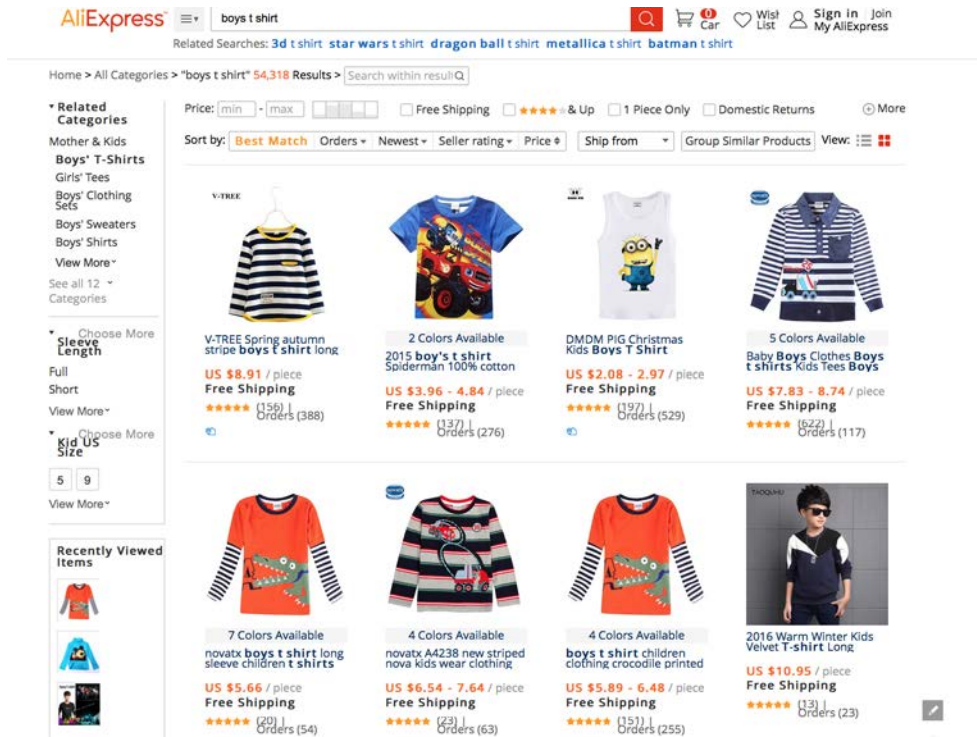 AliExpress
boys t shirt
0
Car
Wish
List
Sign in Join
My AliExpress
Related Searches: 3d t shirt star wars t shirt dragon ball t shirt metallica t shirt batman t shirt
Home > All Categories > "boys t shirt" 54,318 Results > Search within result
Related
Categories
Mother & Kids
Boys' T-Shirts
Girls' Tees
Boys' Clothing
Sets
Boys' Sweaters
Boys' Shirts
View More
See all 12
Categories
Choose More
Sleeve
Length
Full
Short
View More
Choose More
Kid US
Size
5 9
View More
Recently Viewed
Items
Price: min - max Free Shipping & Up 1 Piece Only Domestic Returns More
Sort by: Best Match Orders Newest Seller rating Price Ship from Group Similar Products View:
V-TREE
V-TREE Spring autumn
stripe boys t shirt long
US $8.91 / piece
Free Shipping
(156) |
Orders (388)
2 Colors Available
2015 boy's t shirt
Spiderman 100% cotton
US $3.96 - 4.84 / piece
Free Shipping
(137) |
Orders (276)
DMDM PIG Christmas
Kids Boys T Shirt
US $2.08 - 2.97 / piece
Free Shipping
(197) |
Orders (529)
5 Colors Available
Baby Boys Clothes Boys
t shirts Kids Tees Boys
US $7.83 - 8.74 / piece
Free Shipping
(622) |
Orders (117)
7 Colors Available
novatx boys t shirt long
sleeve children t shirts
US $5.66 / piece
Free Shipping
(20) |
Orders (54)
4 Colors Available
novatx A4238 new striped
nova kids wear clothing
US $6.54 - 7.64 / piece
Free Shipping
(23) |
Orders (63)
4 Colors Available
boys t shirt children
clothing crocodile printed
US $5.89 - 6.48 / piece
Free Shipping
(151) |
Orders (255)
TAOQUHU
2016 Warm Winter Kids
Velvet T-shirt Long
US $10.95 / piece
Free Shipping
(13) |
Orders (23)